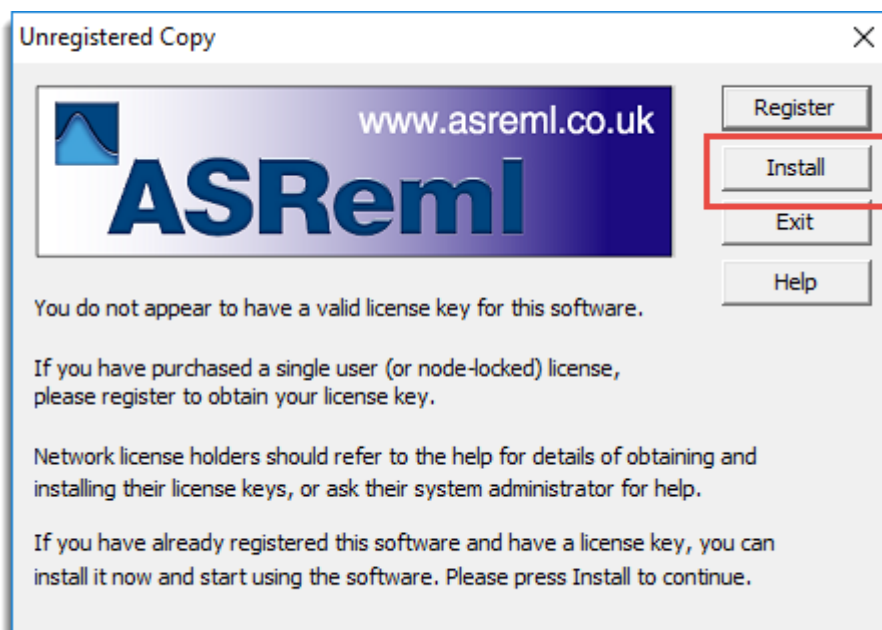 Unregistered Copy
www.asreml.co.uk
ASReml
Register
Install
Exit
Help
You do not appear to have a valid license key for this software.
If you have purchased a single user (or node-locked) license,
please register to obtain your license key.
Network license holders should refer to the help for details of obtaining and
installing their license keys, or ask their system administrator for help.
If you have already registered this software and have a license key, you can
install it now and start using the software. Please press Install to continue.